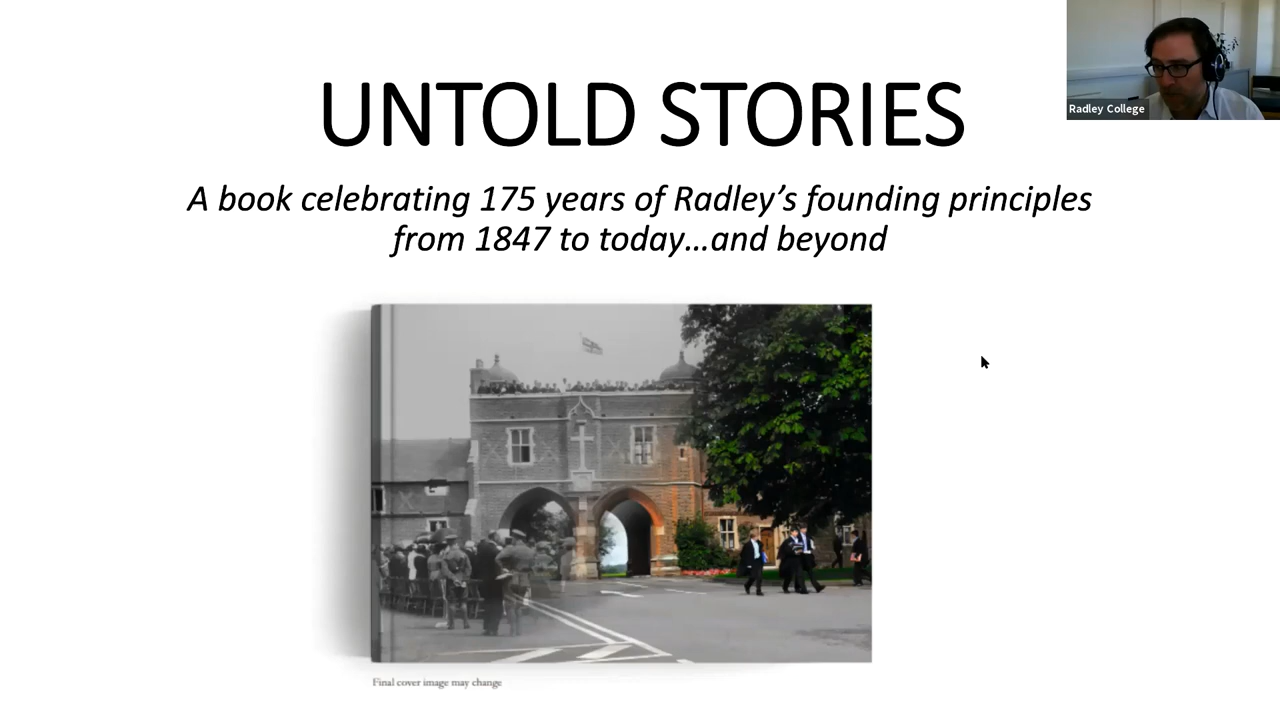 UNTOLD STORIES
Radley College
A book celebrating 175 years of Radley's founding principles
from 1847 to today...and beyond
Final cover image may change